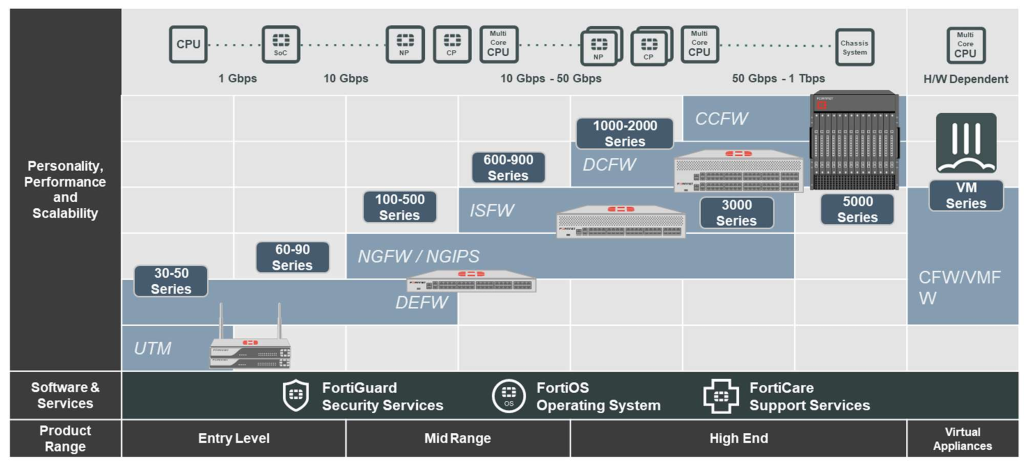 CPU
SoC
NP
CP
Multi
Core
CPU
NP
CP
Multi
Core
CPU
Chassis
System
Multi
Core
CPU
1 Gbps
10 Gbps
10 Gbps - 50 Gbps
50 Gbps - 1 Tbps
H/W Dependent
Personality,
Performance
and
Scalability
CCFW
1000-2000
Series
DCFW
600-900
Series
VM
Series
100-500
Series
ISFW
3000
Series
5000
Series
60-90
Series
NGFW / NGIPS
30-50
Series
DEFW
CFW/VMF
W
UTM
Software &
Services
FortiGuard
Security Services
OS
FortiOS
Operating System
FortiCare
Support Services
Product
Range
Entry Level
Mid Range
High End
Virtual
Appliances